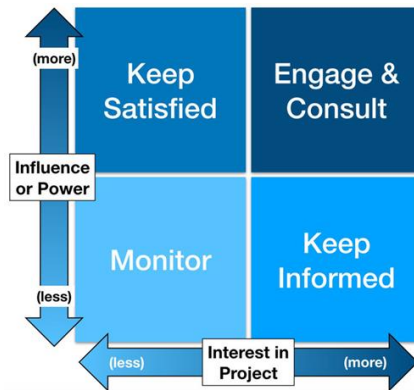 (more)
Keep
Satisfied
Engage &
Consult
Influence
or Power
Monitor
Keep
Informed
(less)
(less)
Interest in
Project
(more)